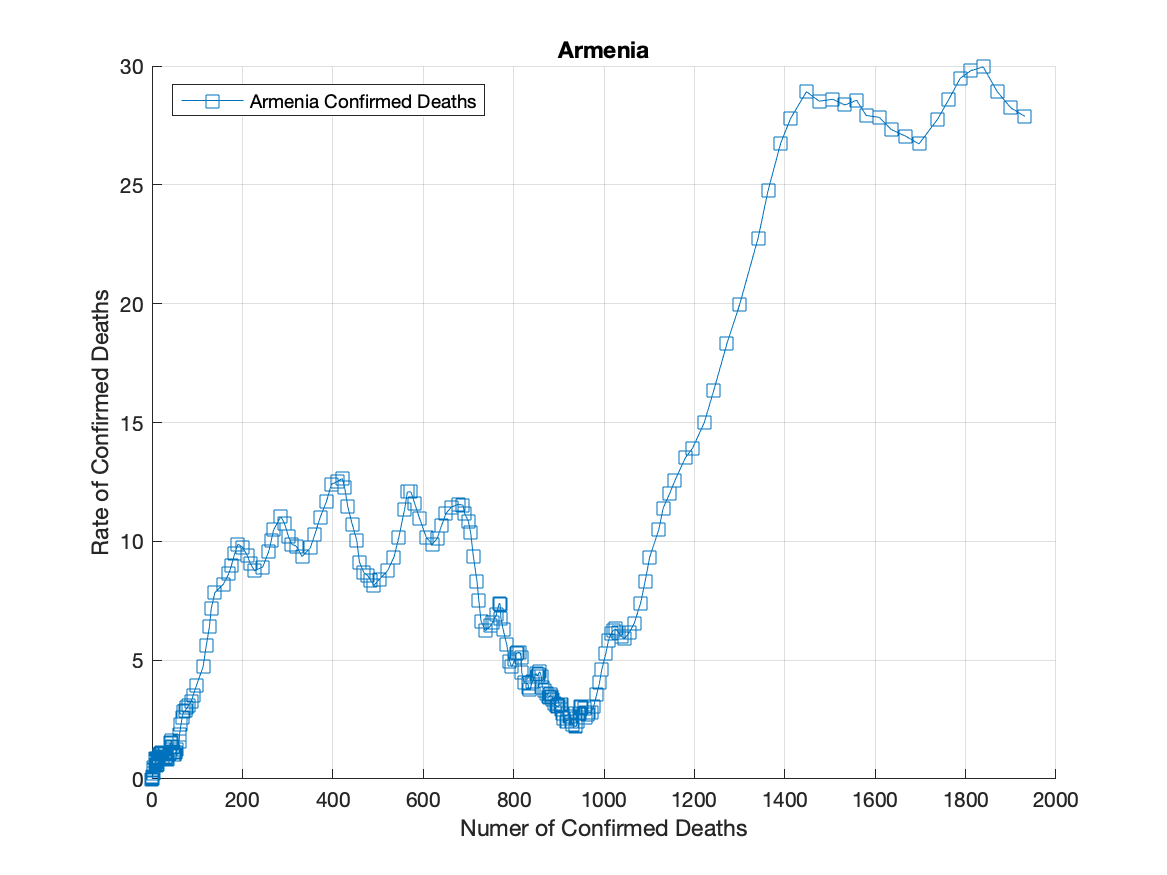 Armenia
Armenia Confirmed Deaths
30
25
20
15
10
5
0
Rate of Confirmed Deaths
0 200 400 600 800 1000 1200 1400 1600 1800 2000
Numer of Confirmed Deaths